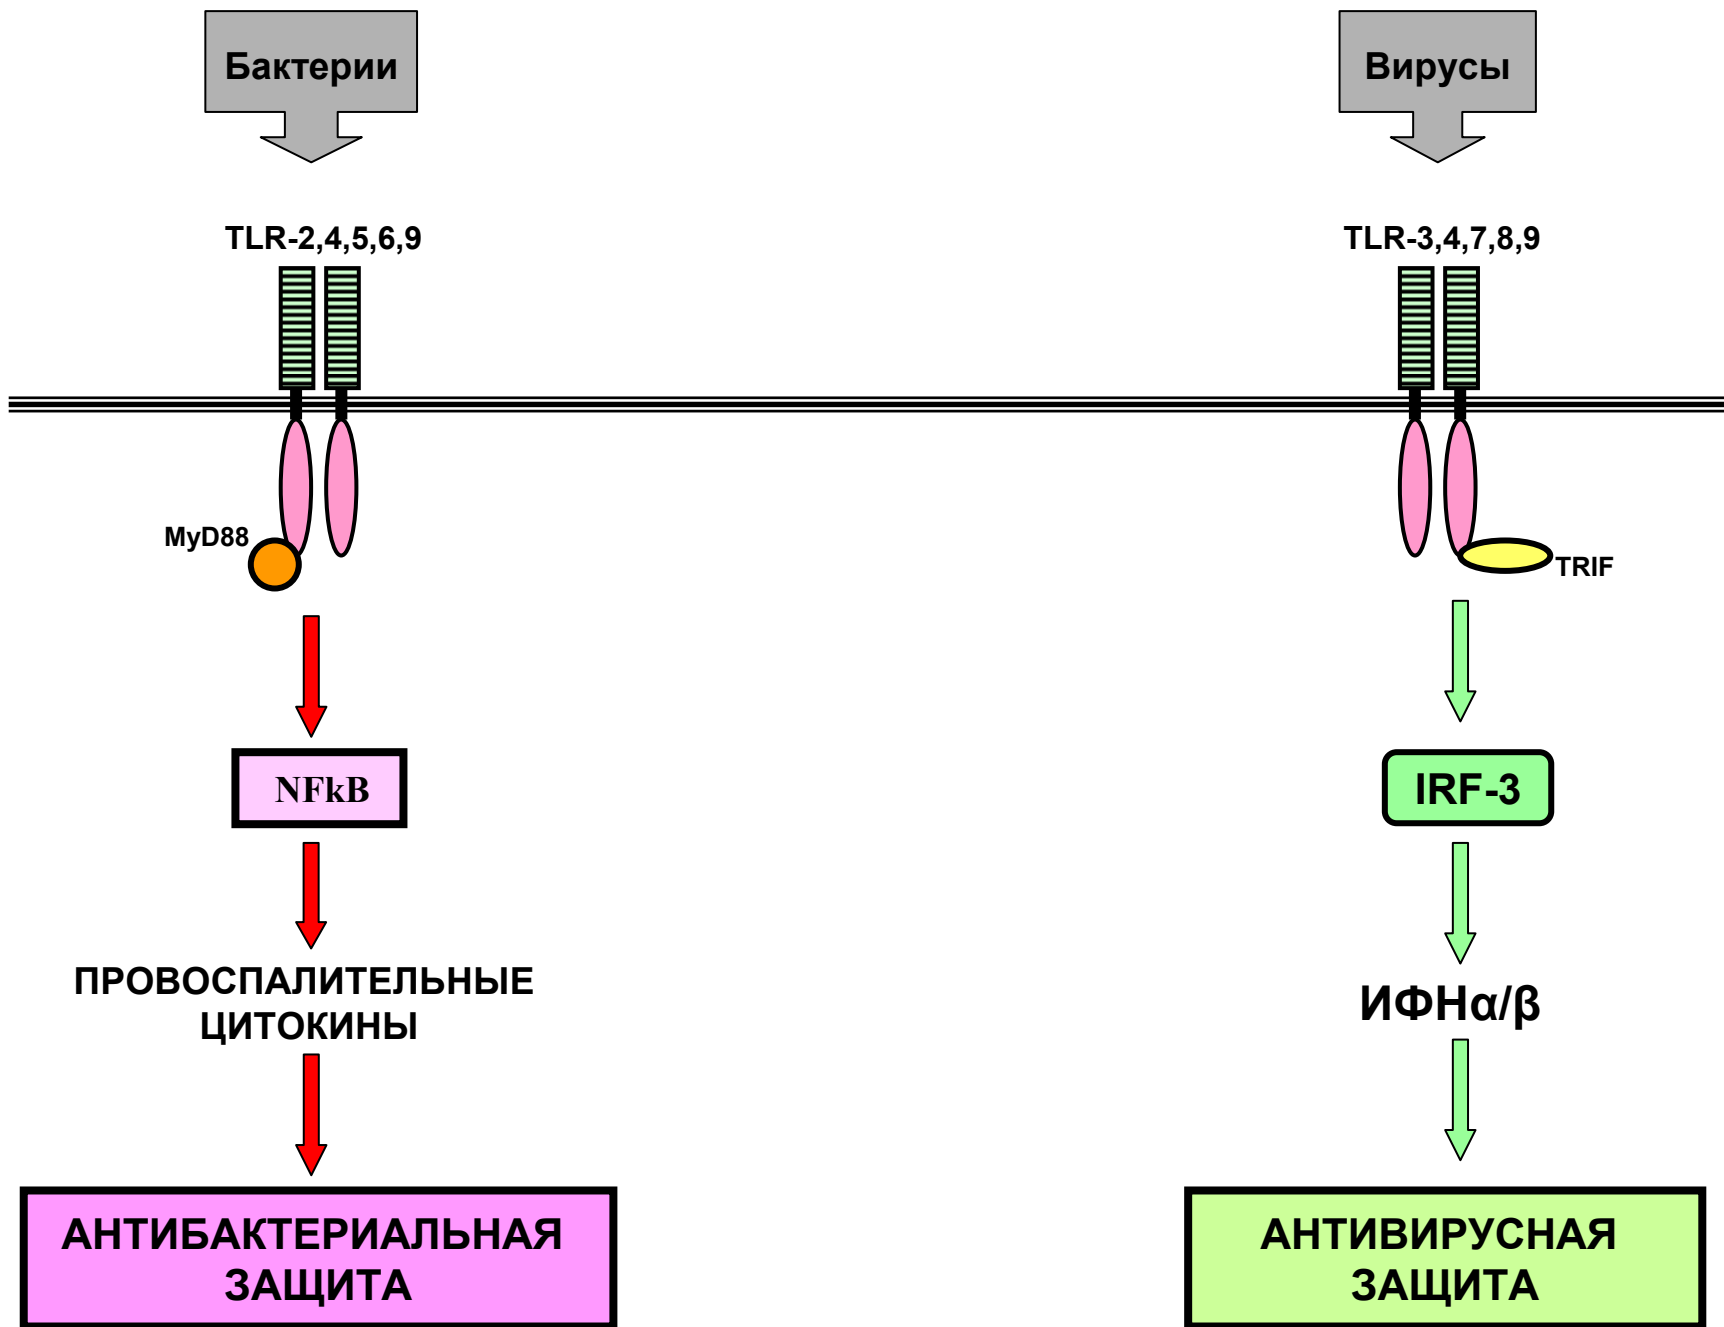 Бактерии
Вирусы
TLR-2,4,5,6,9
TLR-3,4,7,8,9
MyD88
TRIF
NFkB
IRF-3
ПРОВОСПАЛИТЕЛЬНЫЕ
ЦИТОКИНЫ
ИФНα/β
АНТИБАКТЕРИАЛЬНАЯ
ЗАЩИТА
АНТИВИРУСНАЯ
ЗАЩИТА